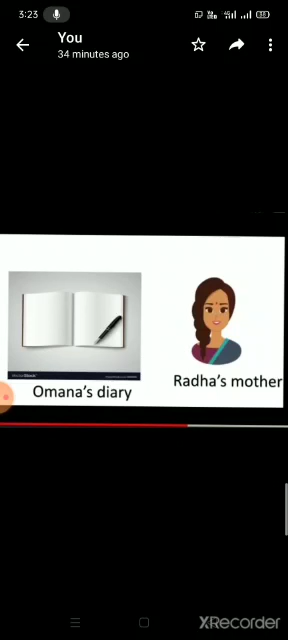 3:23
You
34 minutes ago
Omana's diary
Radha's mother
XRecorder